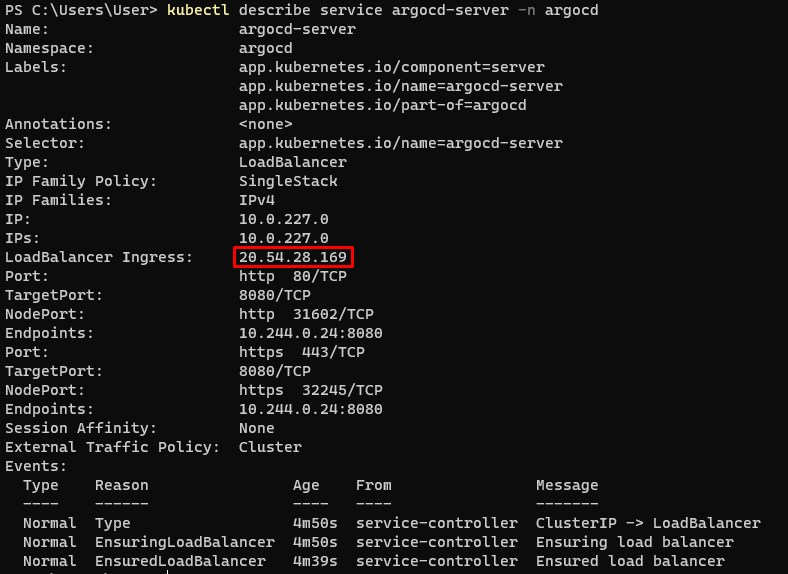 PS C:\Users\User> kubectl describe service argocd-server -n argocd
Name:                     argocd-server
Namespace:                argocd
Labels:                   app.kubernetes.io/component=server
                          app.kubernetes.io/name=argocd-server
                          app.kubernetes.io/part-of=argocd
Annotations:              <none>
Selector:                 app.kubernetes.io/name=argocd-server
Type:                     LoadBalancer
IP Family Policy:         SingleStack
IP Families:              IPv4
IP:                       10.0.227.0
IPs:                      10.0.227.0
LoadBalancer Ingress:     20.54.28.169
Port:                     http  80/TCP
TargetPort:               8080/TCP
NodePort:                 http  31602/TCP
Endpoints:                10.244.0.24:8080
Port:                     https  443/TCP
TargetPort:               8080/TCP
NodePort:                 https  32245/TCP
Endpoints:                10.244.0.24:8080
Session Affinity:         None
External Traffic Policy:  Cluster
Events:
  Type    Reason                Age    From                Message
  ----    ------                ----   ----                -------
  Normal  Type                  4m50s  service-controller  ClusterIP -> LoadBalancer
  Normal  EnsuringLoadBalancer  4m50s  service-controller  Ensuring load balancer
  Normal  EnsuredLoadBalancer   4m39s  service-controller  Ensured load balancer